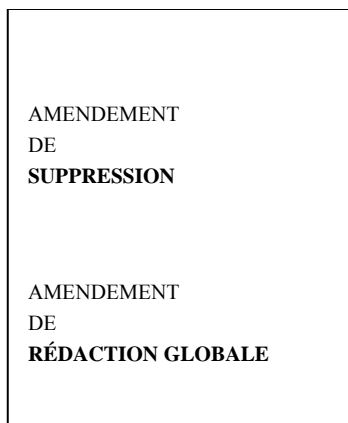 AMENDEMENT
DE
SUPPRESSION
AMENDEMENT
DE
RÉDACTION GLOBALE